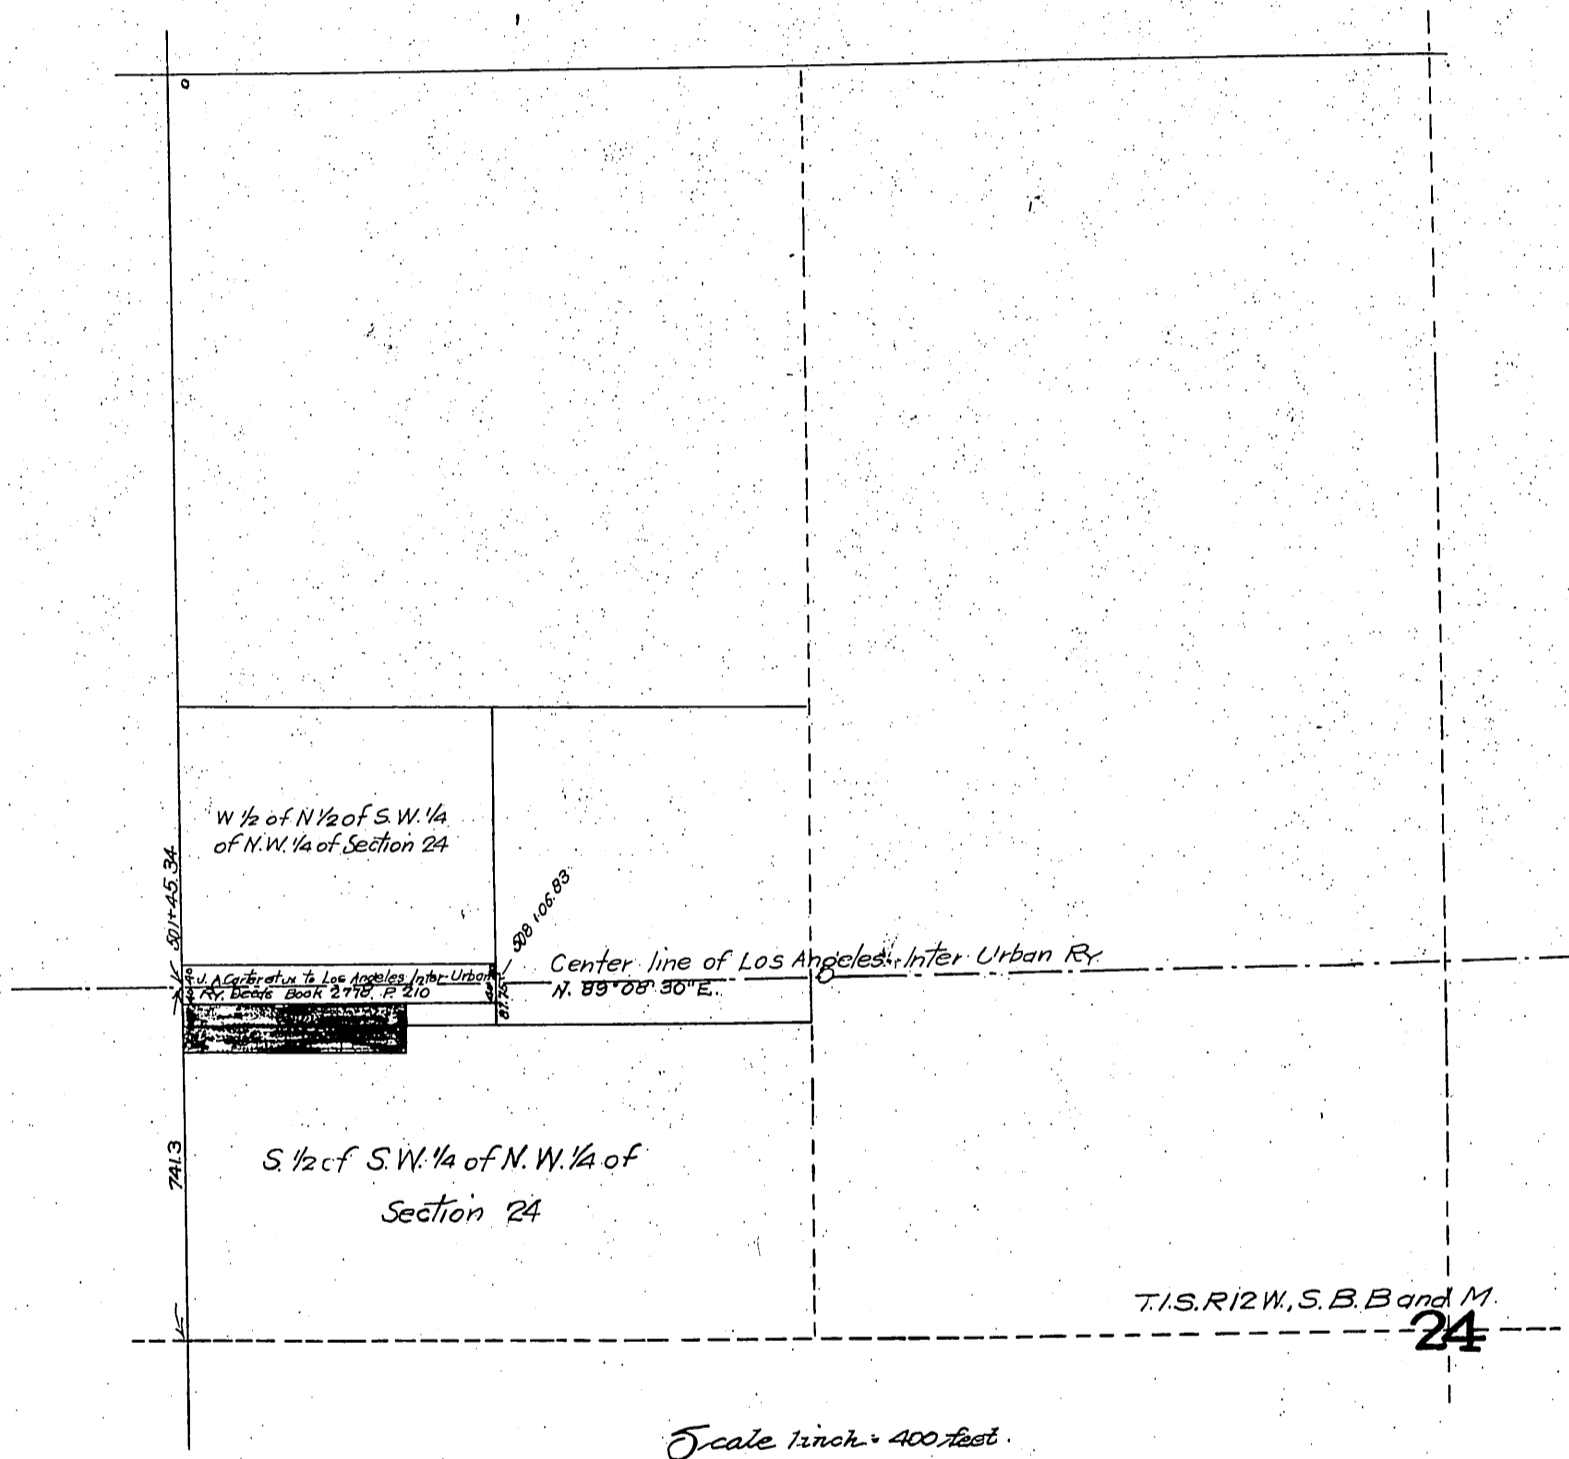 W 1/2 of N 1/2 of S.W. 1/4
of N.W. 1/4 of Section 24
501+45.34
508+06.83
J. A Carter et ux to Los Angeles Inter-Urban
RY. Deeds Book 2778, P. 210
87.75
Center line of Los Angeles Inter Urban RY.
N. 89°08'30"E.
741.3
S. 1/2 of S.W. 1/4 of N.W. 1/4 of
Section 24
T.1.S.R12W., S.B.B and M.
24
Scale 1 inch = 400 feet.